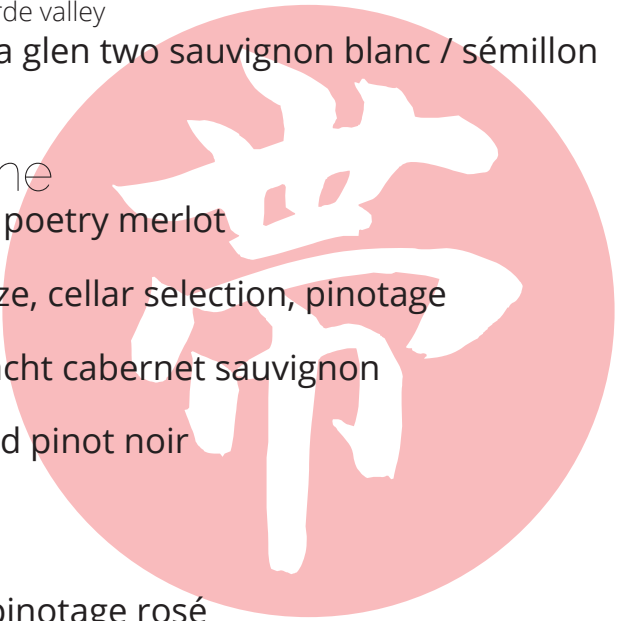 rde valley
a glen two sauvignon blanc / sémillon
ne
poetry merlot
ze, cellar selection, pinotage
cht cabernet sauvignon
d pinot noir
pinotage rosé
帯